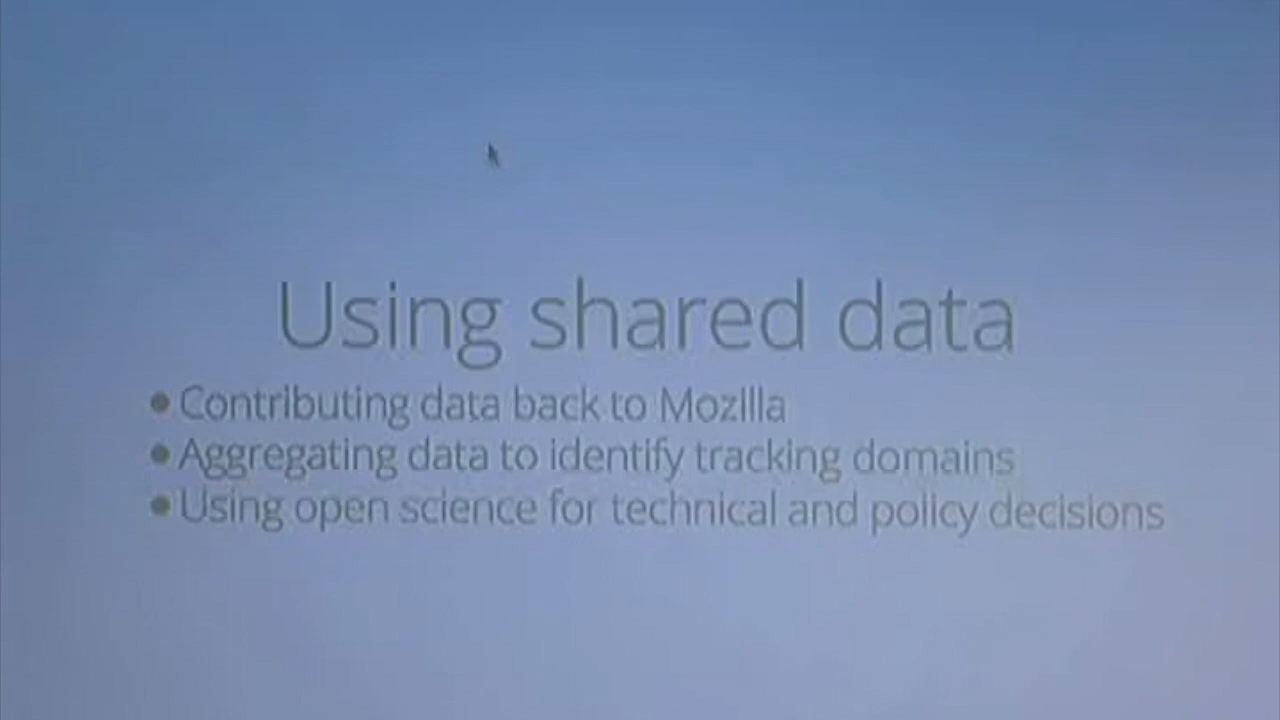 Using shared data
• Contributing data back to Mozilla
• Aggregating data to identify tracking domains
• Using open science for technical and policy decisions